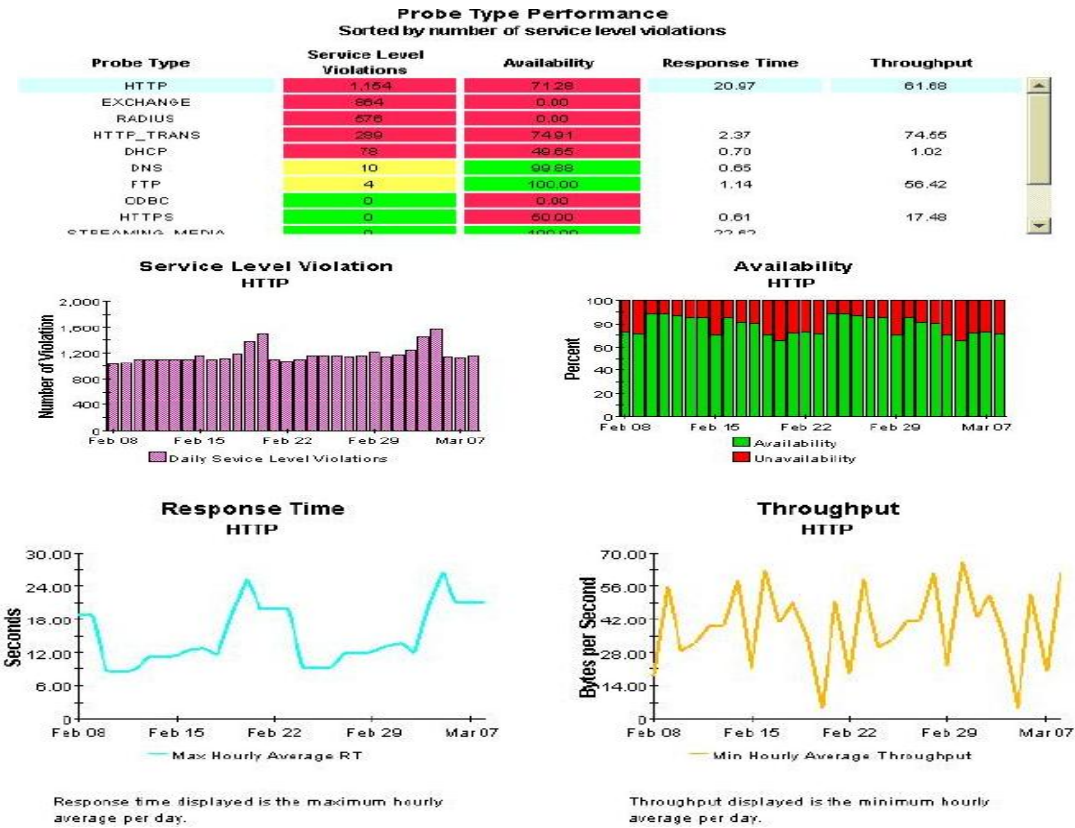 Probe Type Performance
Sorted by number of service level violations
Probe Type Service Level Violations Availability Response Time Throughput
HTTP 1,154 71.28 20.97 61.68
EXCHANGE 864 0.00
RADIUS 576 0.00
HTTP_TRANS 289 74.91 2.37 74.55
DHCP 78 49.65 0.70 1.02
DNS 10 99.88 0.65
FTP 4 100.00 1.14 56.42
ODBC 0 0.00
HTTPS 0 50.00 0.61 17.48
STREAMING_MEDIA 0 100.00 22.62
Service Level Violation
HTTP
Number of Violation
2,000
1,600
1,200
800
400
0
Feb 08 Feb 15 Feb 22 Feb 29 Mar 07
Daily Sevice Level Violations
Availability
HTTP
Percent
100
80
60
40
20
0
Feb 08 Feb 15 Feb 22 Feb 29 Mar 07
Availability
Unavailability
Response Time
HTTP
Seconds
30.00
24.00
18.00
12.00
6.00
0
Feb 08 Feb 15 Feb 22 Feb 29 Mar 07
Max Hourly Average RT
Response time displayed is the maximum hourly
average per day.
Throughput
HTTP
Bytes per Second
70.00
56.00
42.00
28.00
14.00
0
Feb 08 Feb 15 Feb 22 Feb 29 Mar 07
Min Hourly Average Throughput
Throughput displayed is the minimum hourly
average per day.